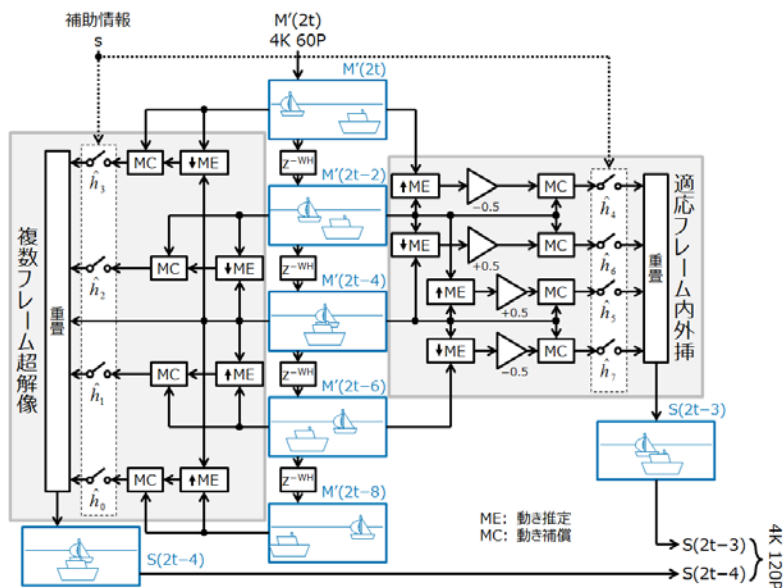 補助情報
s
M'(2t)
4K 60P
M'(2t)
MC
↓ME
ĥ₃
z⁻ᵂᴴ
M'(2t−2)
↑ME
−0.5
MC
ĥ₄
複数フレーム超解像
重畳
ĥ₂
MC
↓ME
z⁻ᵂᴴ
M'(2t−4)
↓ME
+0.5
MC
ĥ₆
↑ME
+0.5
MC
ĥ₅
重畳
適応フレーム内外挿
ĥ₁
MC
↑ME
z⁻ᵂᴴ
M'(2t−6)
↓ME
−0.5
MC
ĥ₇
S(2t−3)
ĥ₀
MC
↑ME
z⁻ᵂᴴ
M'(2t−8)
S(2t−4)
ME: 動き推定
MC: 動き補償
S(2t−3)
S(2t−4)
4K 120P